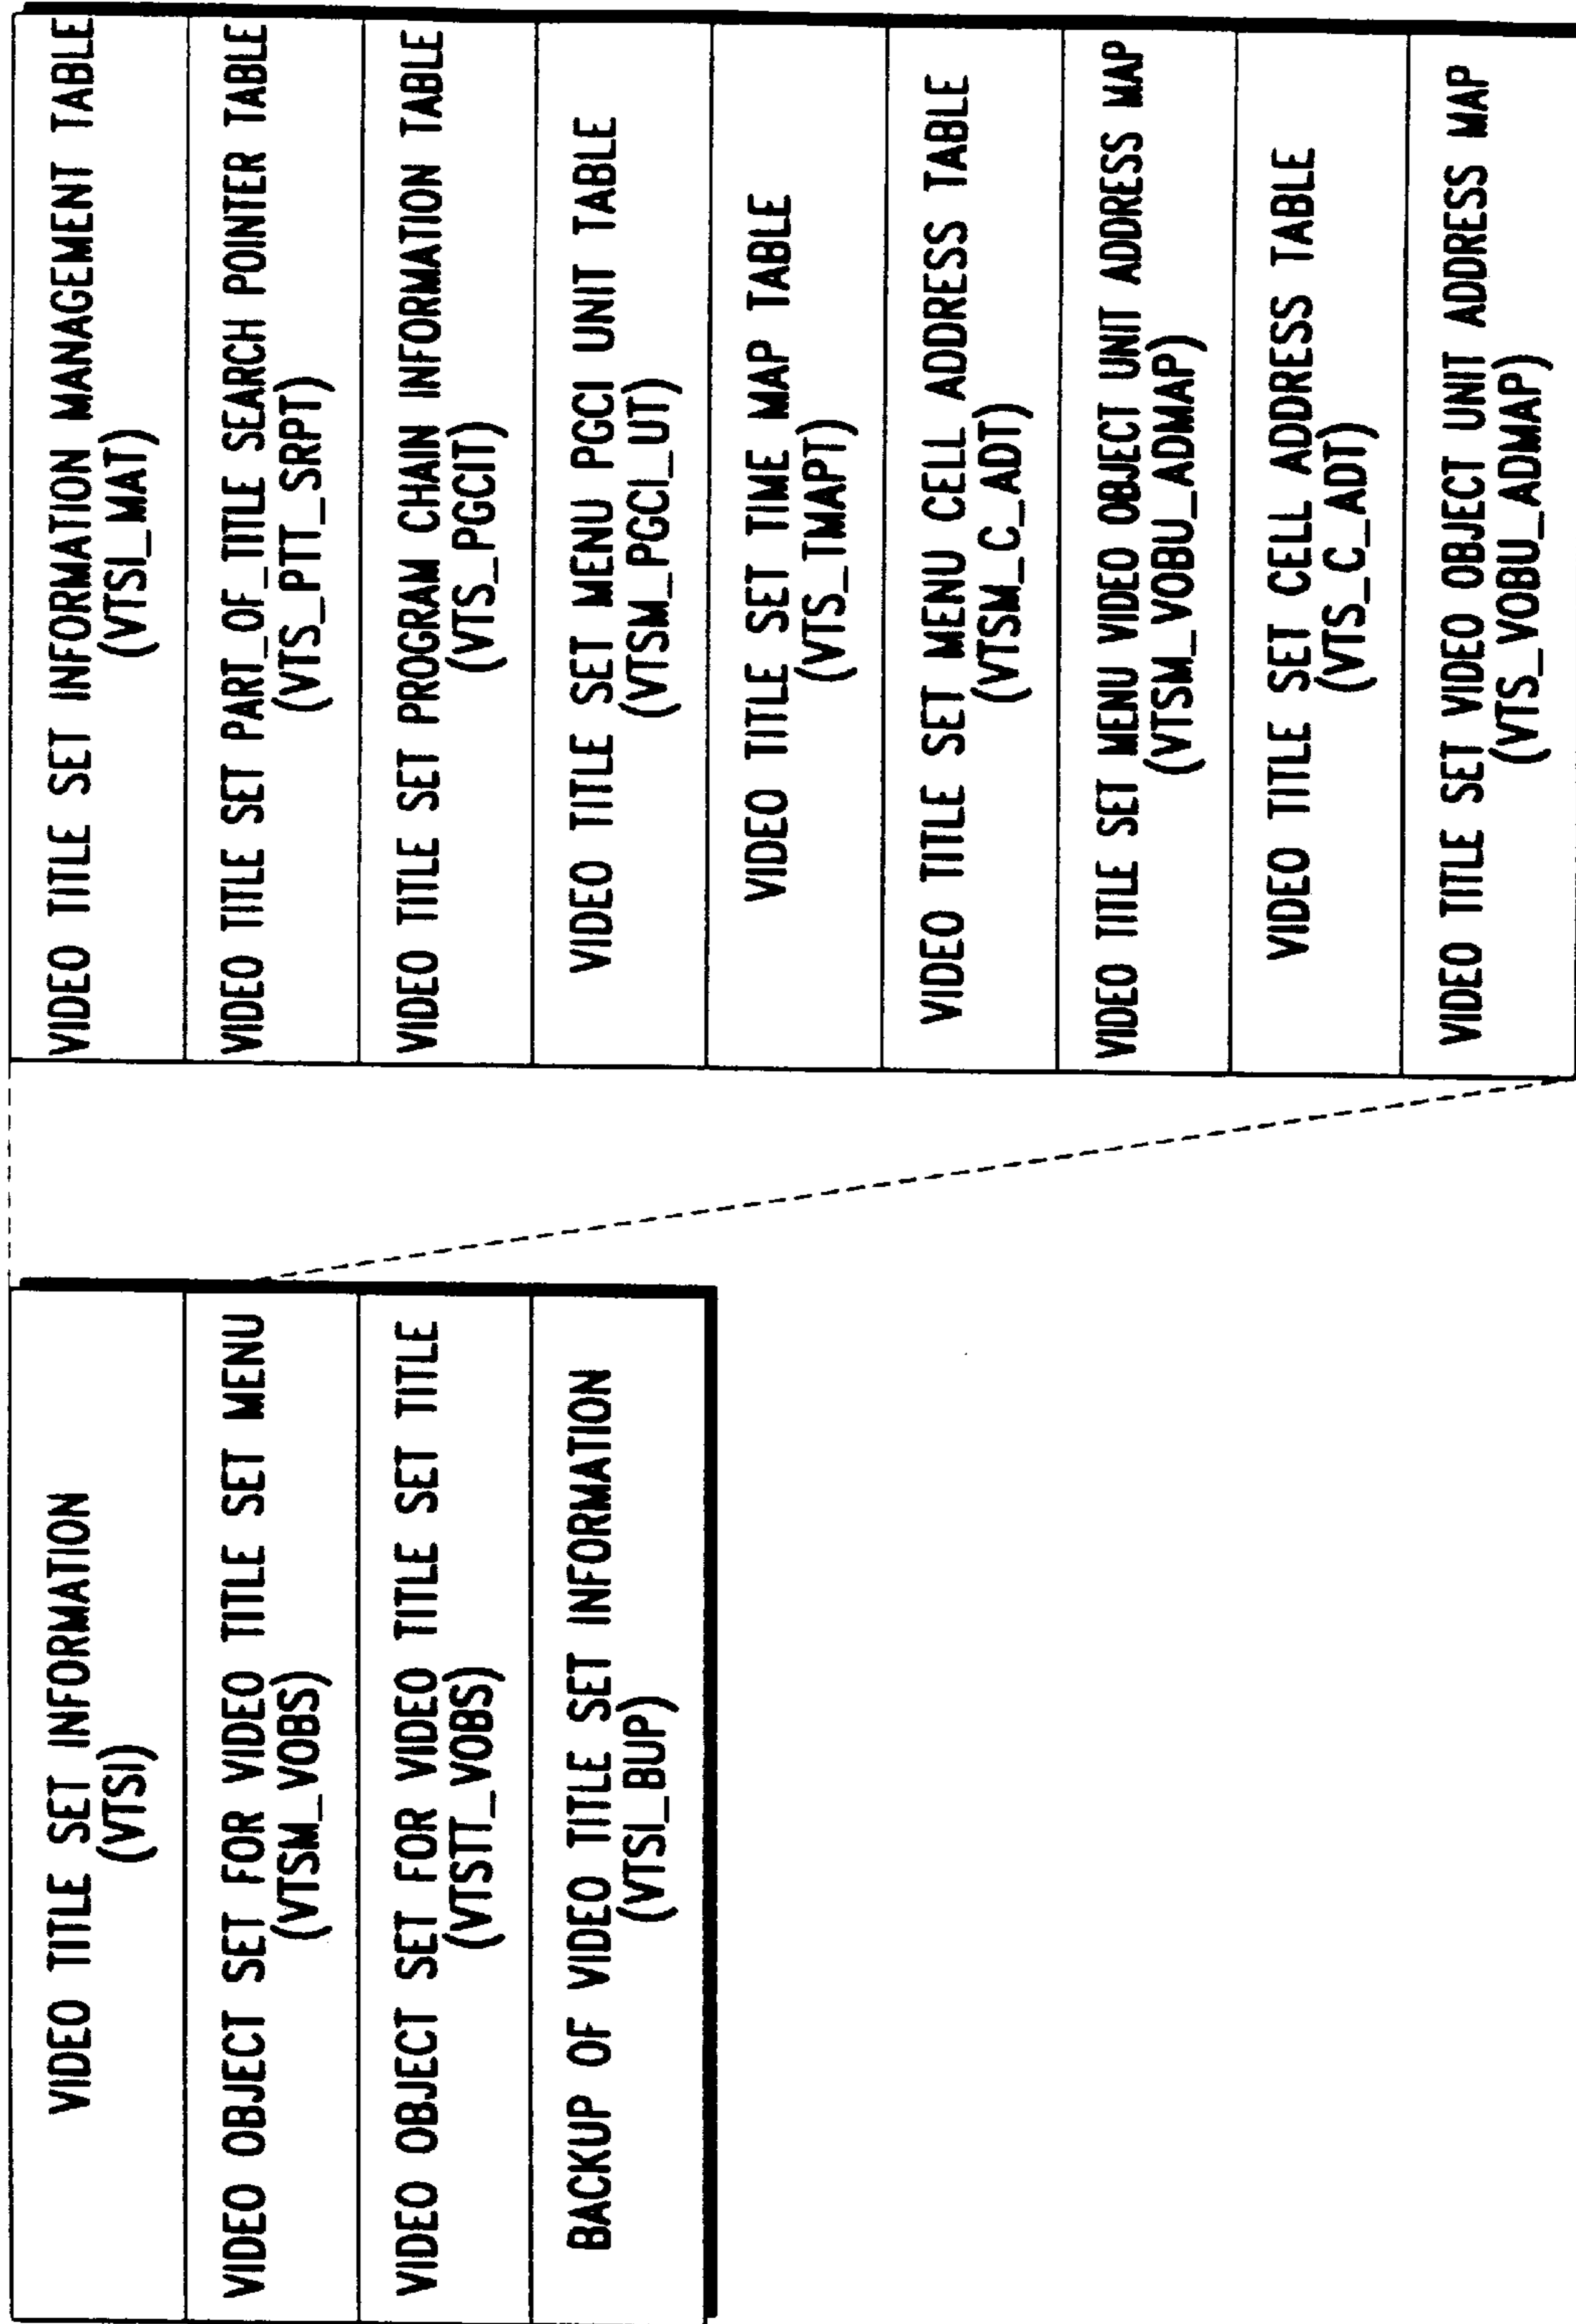 VIDEO TITLE SET INFORMATION
(VTSI)
VIDEO OBJECT SET FOR VIDEO TITLE SET MENU
(VTSM_VOBS)
VIDEO OBJECT SET FOR VIDEO TITLE SET TITLE
(VTSTT_VOBS)
BACKUP OF VIDEO TITLE SET INFORMATION
(VTSI_BUP)
VIDEO TITLE SET INFORMATION MANAGEMENT TABLE
(VTSI_MAT)
VIDEO TITLE SET PART_OF_TITLE SEARCH POINTER TABLE
(VTS_PTT_SRPT)
VIDEO TITLE SET PROGRAM CHAIN INFORMATION TABLE
(VTS_PGCIT)
VIDEO TITLE SET MENU PGCI UNIT TABLE
(VTSM_PGCI_UT)
VIDEO TITLE SET TIME MAP TABLE
(VTS_TMAPT)
VIDEO TITLE SET MENU CELL ADDRESS TABLE
(VTSM_C_ADT)
VIDEO TITLE SET MENU VIDEO OBJECT UNIT ADDRESS MAP
(VTSM_VOBU_ADMAP)
VIDEO TITLE SET CELL ADDRESS TABLE
(VTS_C_ADT)
VIDEO TITLE SET VIDEO OBJECT UNIT ADDRESS MAP
(VTS_VOBU_ADMAP)